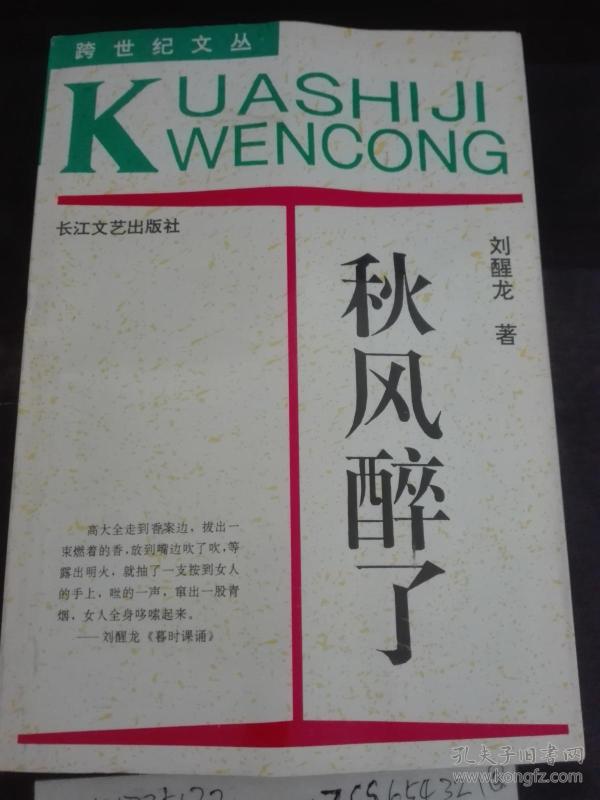 跨世纪文丛
KUASHIJI
WENCONG
长江文艺出版社
刘醒龙 著
秋风醉了
高大全走到香案边，拔出一
束燃着的香，放到嘴边吹了吹，等
露出明火，就抽了一支按到女人
的手上，咝的一声，窜出一股青
烟，女人全身哆嗦起来。
——刘醒龙《暮时课诵》
孔夫子旧书网
www.kongfz.com